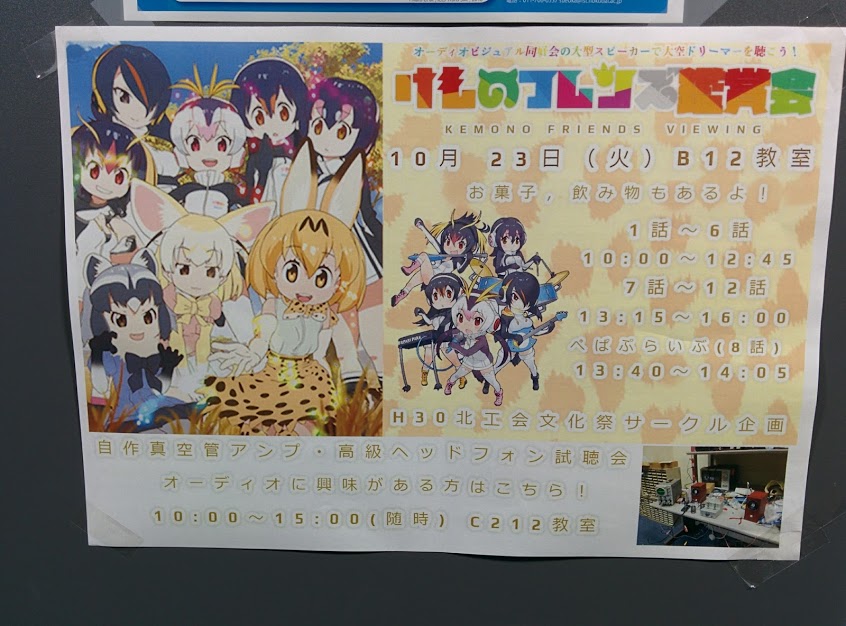 オーディオビジュアル同好会の大型スピーカーで大空ドリーマーを聴こう！
けものフレンズ鑑賞会
KEMONO FRIENDS VIEWING
10月 23日 (火) B12教室
お菓子, 飲み物もあるよ！
1話～6話
10:00～12:45
7話～12話
13:15～16:00
ぺぱぷらいぶ(8話)
13:40～14:05
H30北工会文化祭サークル企画
自作真空管アンプ・高級ヘッドフォン試聴会
オーディオに興味がある方はこちら！
10:00～15:00(随時) C212教室